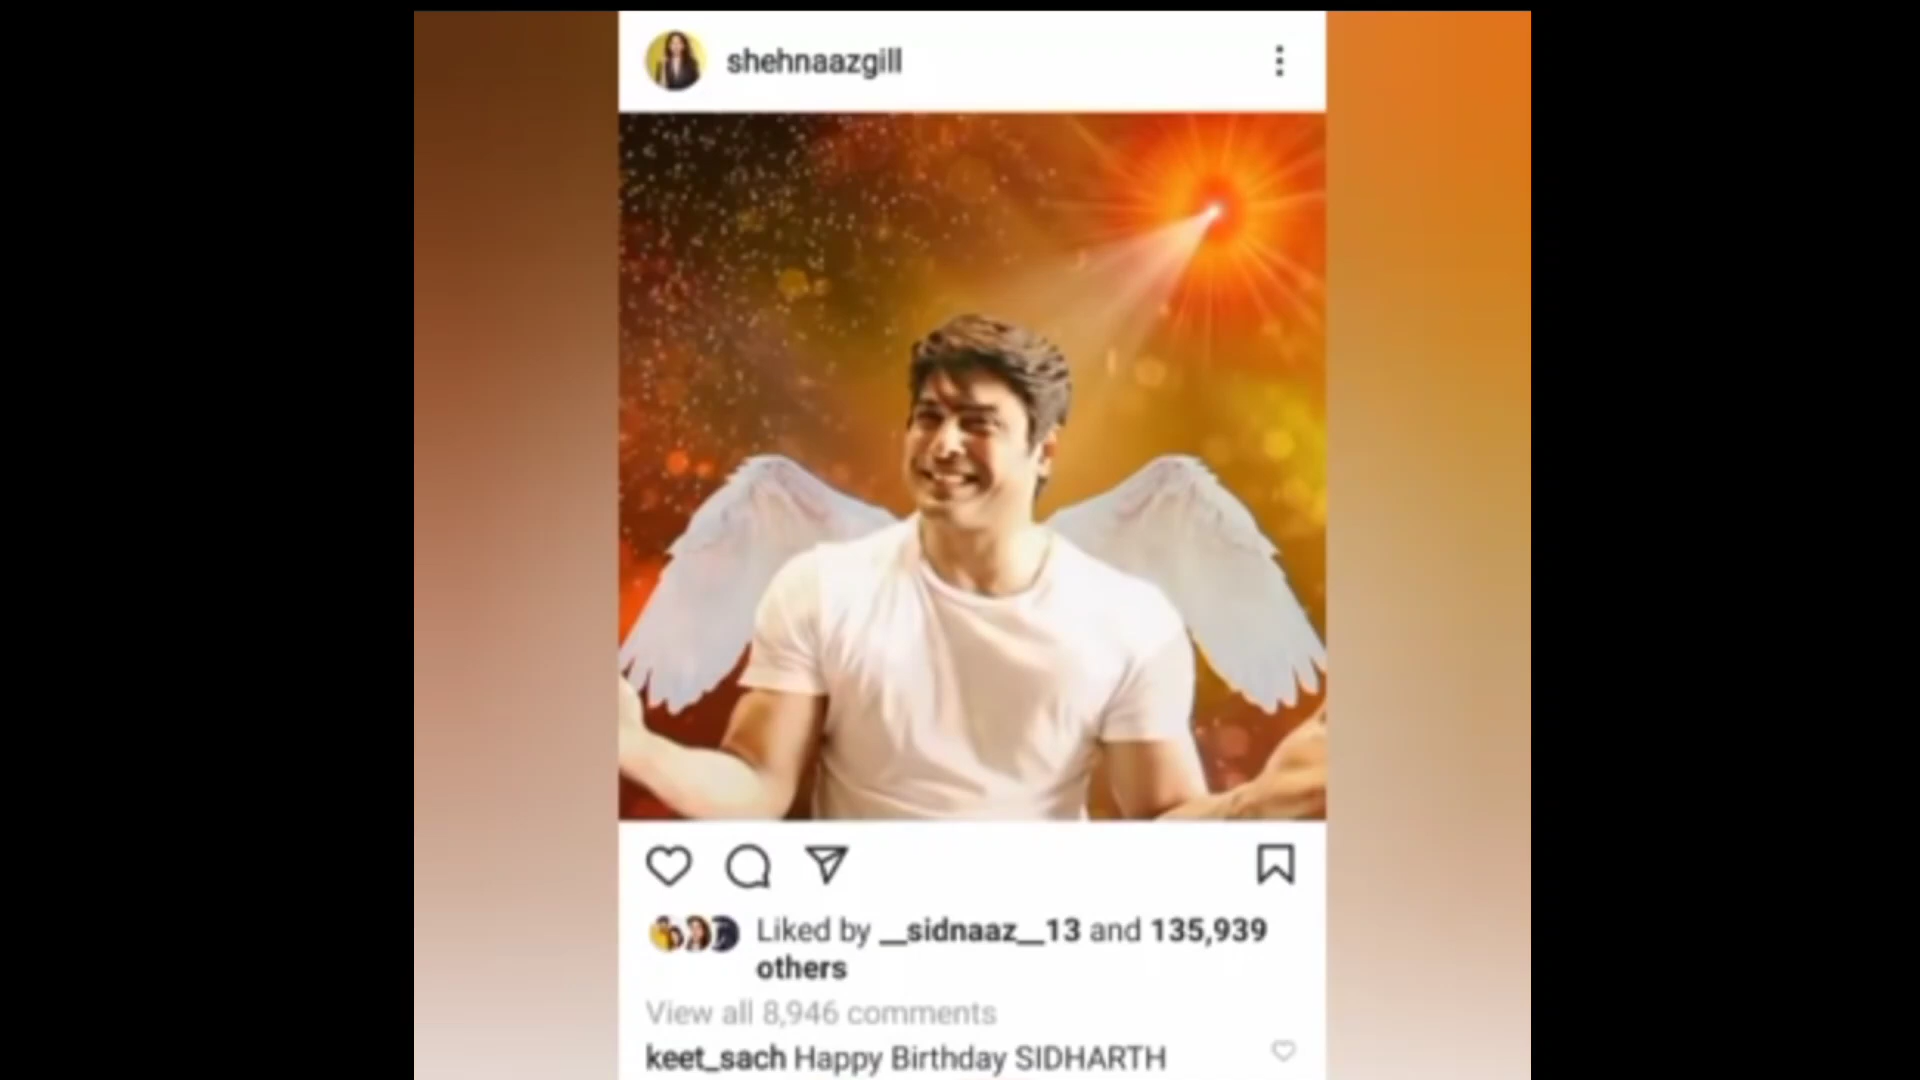 shehnaazgill
Liked by __sidnaaz__13 and 135,939
others
View all 8,946 comments
keet_sach Happy Birthday SIDHARTH